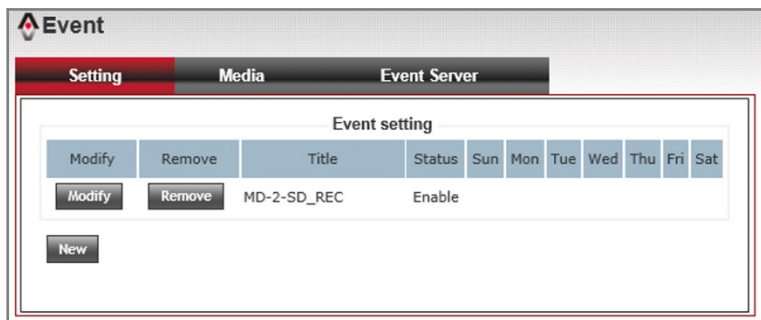 Event
Setting Media Event Server
Event setting
Modify Remove Title Status Sun Mon Tue Wed Thu Fri Sat
Modify Remove MD-2-SD_REC Enable
New